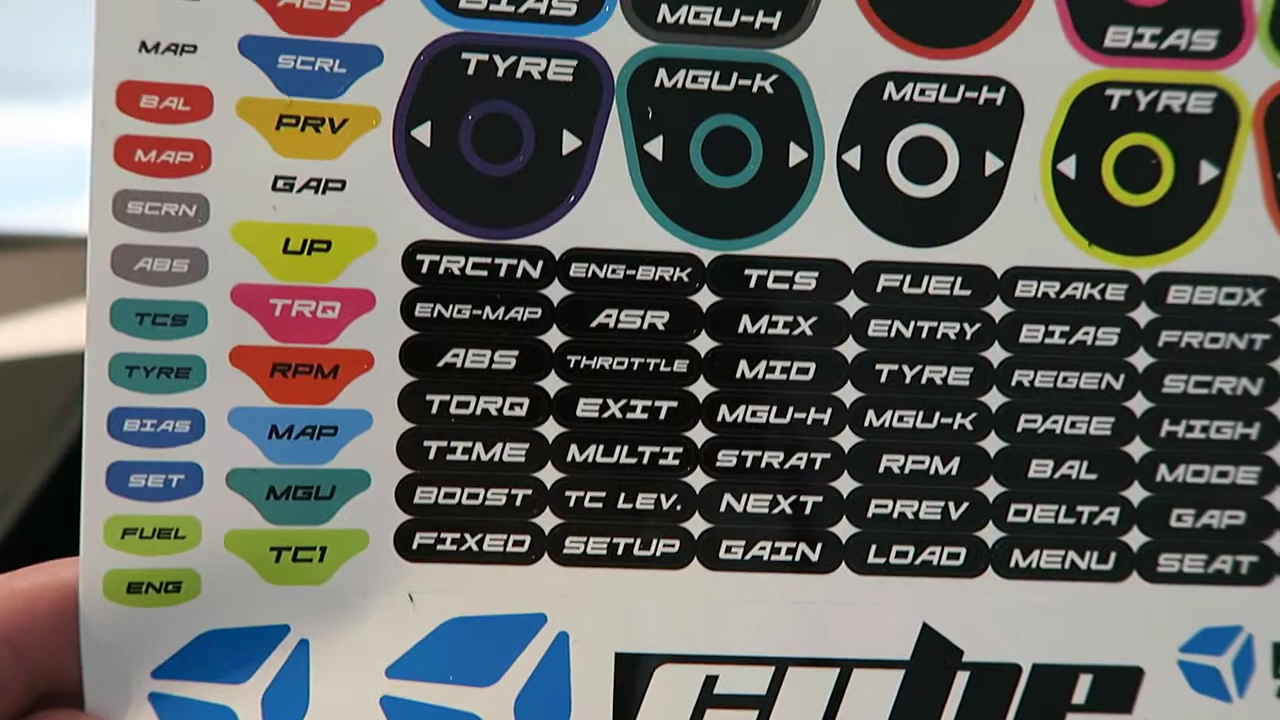 ABS
BIAS
MGU-H
BIAS
MAP
SCRL
TYRE
MGU-K
MGU-H
TYRE
BAL
PRV
MAP
GAP
SCRN
UP
ABS
TRQ
TCS
RPM
TYRE
MAP
BIAS
MGU
SET
TC1
FUEL
ENG
TRCTN ENG-BRK TCS FUEL BRAKE BBOX
ENG-MAP ASR MIX ENTRY BIAS FRONT
ABS THROTTLE MID TYRE REGEN SCRN
TORQ EXIT MGU-H MGU-K PAGE HIGH
TIME MULTI STRAT RPM BAL MODE
BOOST TC LEV. NEXT PREV DELTA GAP
FIXED SETUP GAIN LOAD MENU SEAT
cube